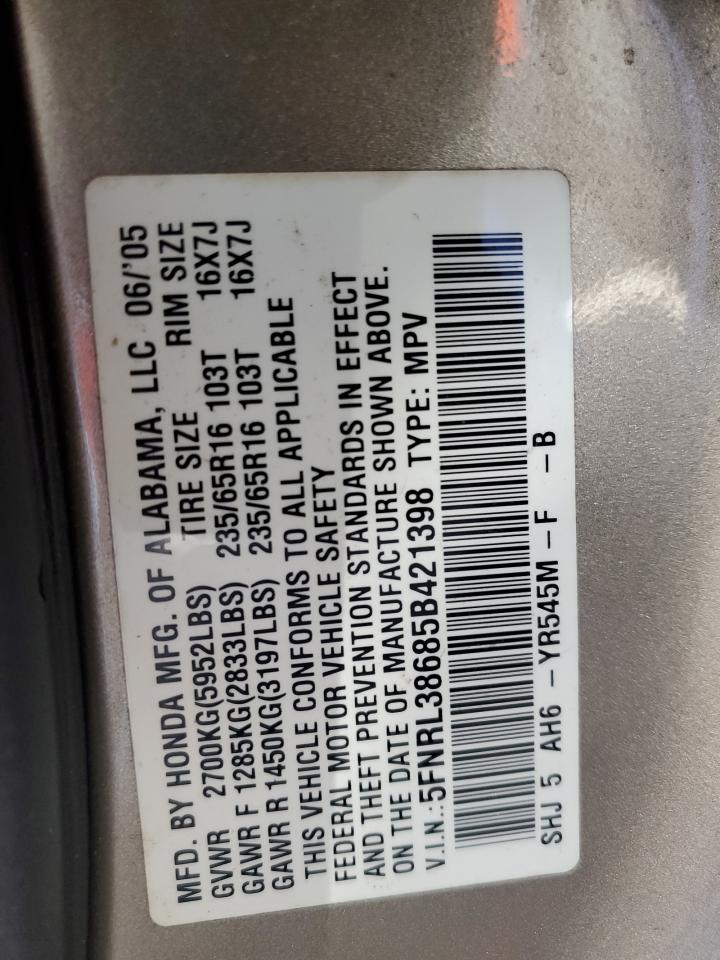 MFD. BY HONDA MFG. OF ALABAMA, LLC 06/'05
GVWR 2700KG(5952LBS) TIRE SIZE RIM SIZE
GAWR F 1285KG(2833LBS) 235/65R16 103T 16X7J
GAWR R 1450KG(3197LBS) 235/65R16 103T 16X7J
THIS VEHICLE CONFORMS TO ALL APPLICABLE
FEDERAL MOTOR VEHICLE SAFETY
AND THEFT PREVENTION STANDARDS IN EFFECT
ON THE DATE OF MANUFACTURE SHOWN ABOVE.
V.I.N.:5FNRL38685B421398 TYPE: MPV
SHJ 5 AH6 -YR545M-F -B